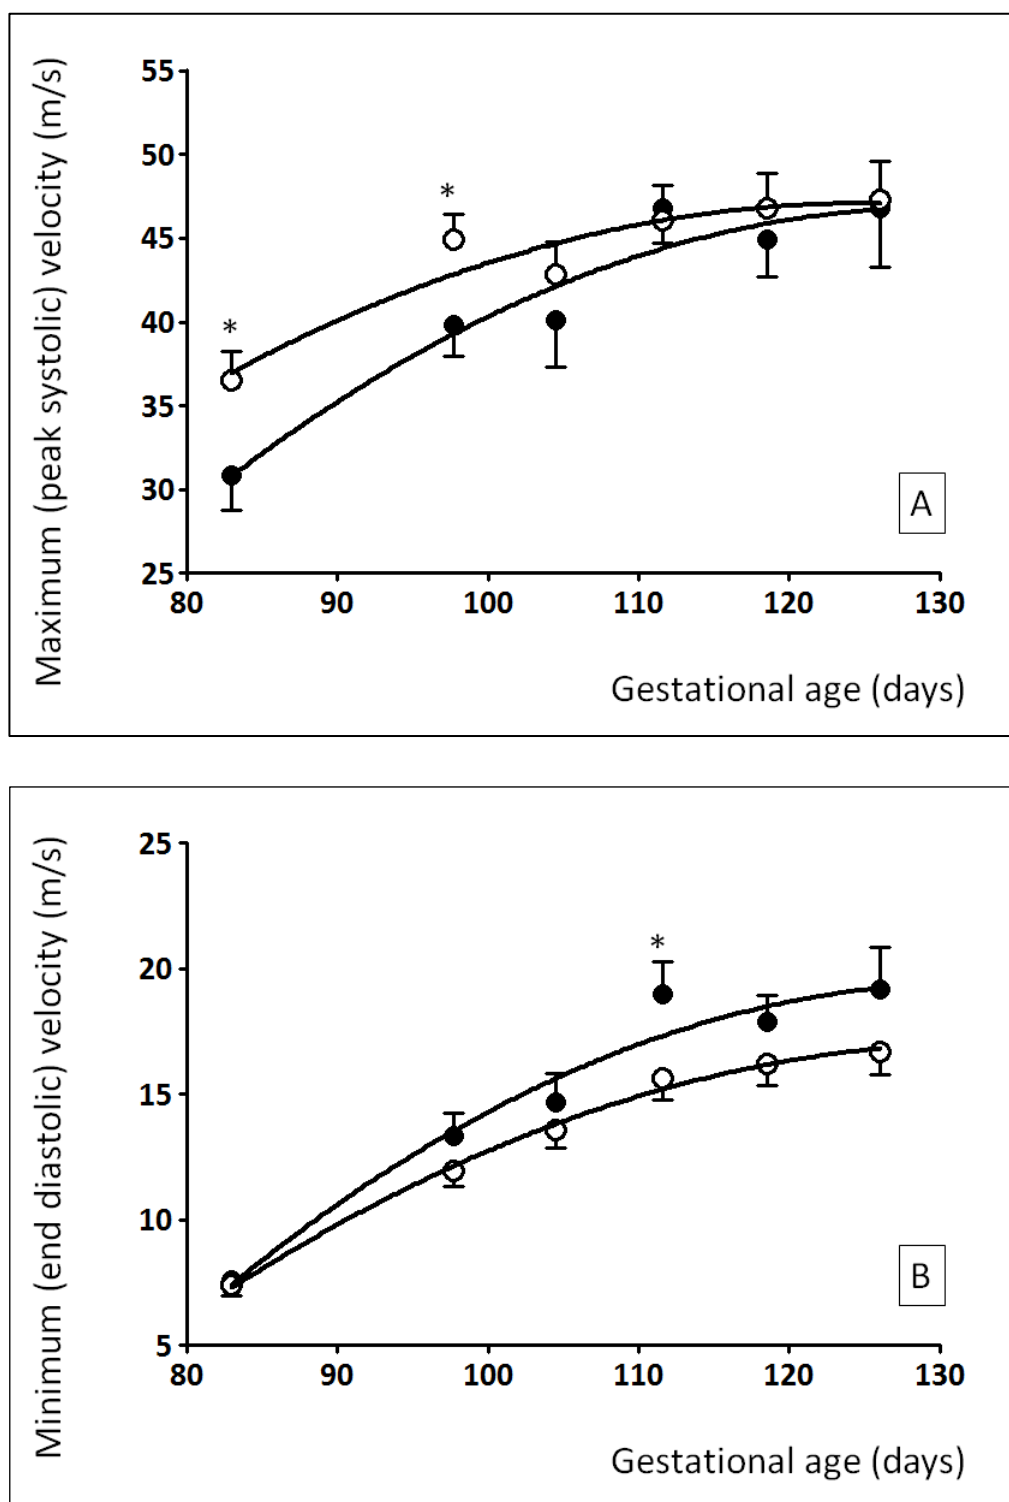 Maximum (peak systolic) velocity (m/s)
55
50
45
40
35
30
25
*
*
A
80 90 100 110 120 130
Gestational age (days)
Minimum (end diastolic) velocity (m/s)
25
20
15
10
5
*
B
80 90 100 110 120 130
Gestational age (days)